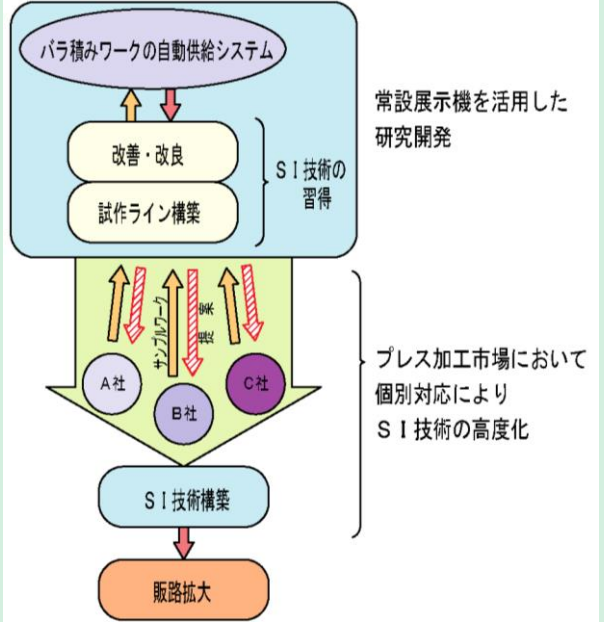 バラ積みワークの自動供給システム
改善・改良
試作ライン構築
ＳＩ技術の
習得
常設展示機を活用した
研究開発
サンプルワーク
提案
Ａ社
Ｂ社
Ｃ社
プレス加工市場において
個別対応により
ＳＩ技術の高度化
ＳＩ技術構築
販路拡大